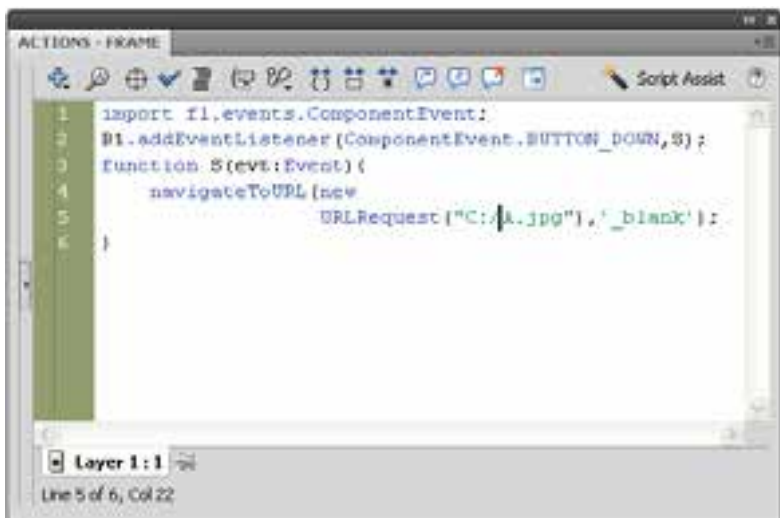 ACTIONS - FRAME
Script Assist
1 import fl.events.ComponentEvent;
2 B1.addEventListener(ComponentEvent.BUTTON_DOWN,S);
3 function S(evt:Event){
4 navigateToURL(new
5 URLRequest("C:/A.jpg"),'_blank');
6 }
Layer 1 : 1
Line 5 of 6, Col 22